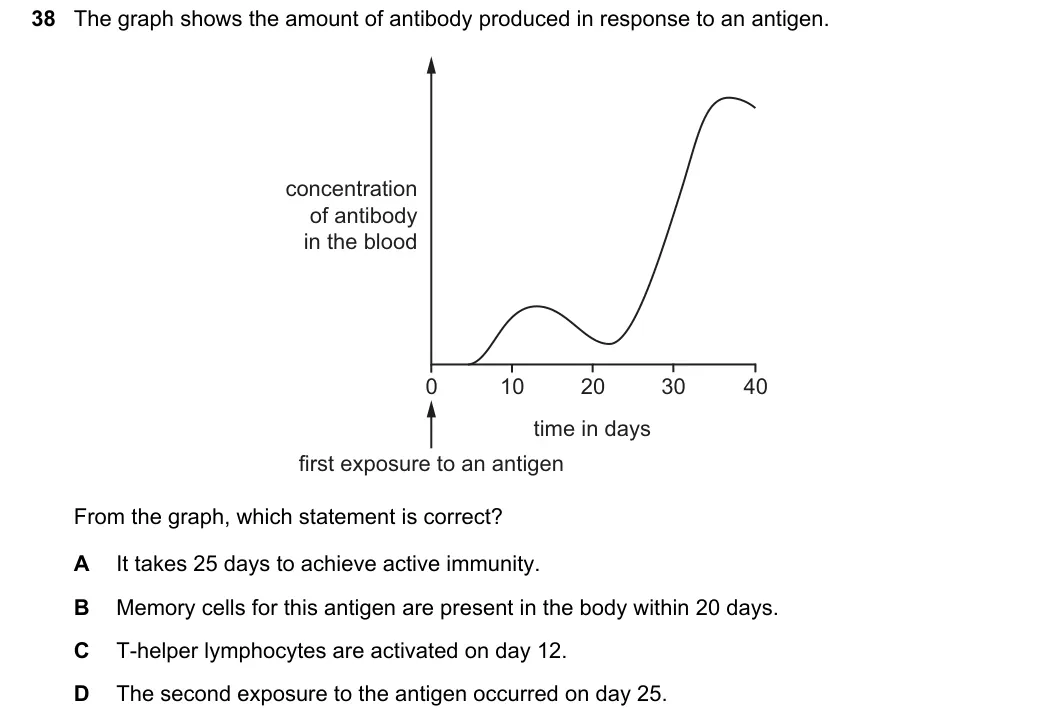 38 The graph shows the amount of antibody produced in response to an antigen.
concentration
of antibody
in the blood
0 10 20 30 40
time in days
first exposure to an antigen
From the graph, which statement is correct?
A It takes 25 days to achieve active immunity.
B Memory cells for this antigen are present in the body within 20 days.
C T-helper lymphocytes are activated on day 12.
D The second exposure to the antigen occurred on day 25.